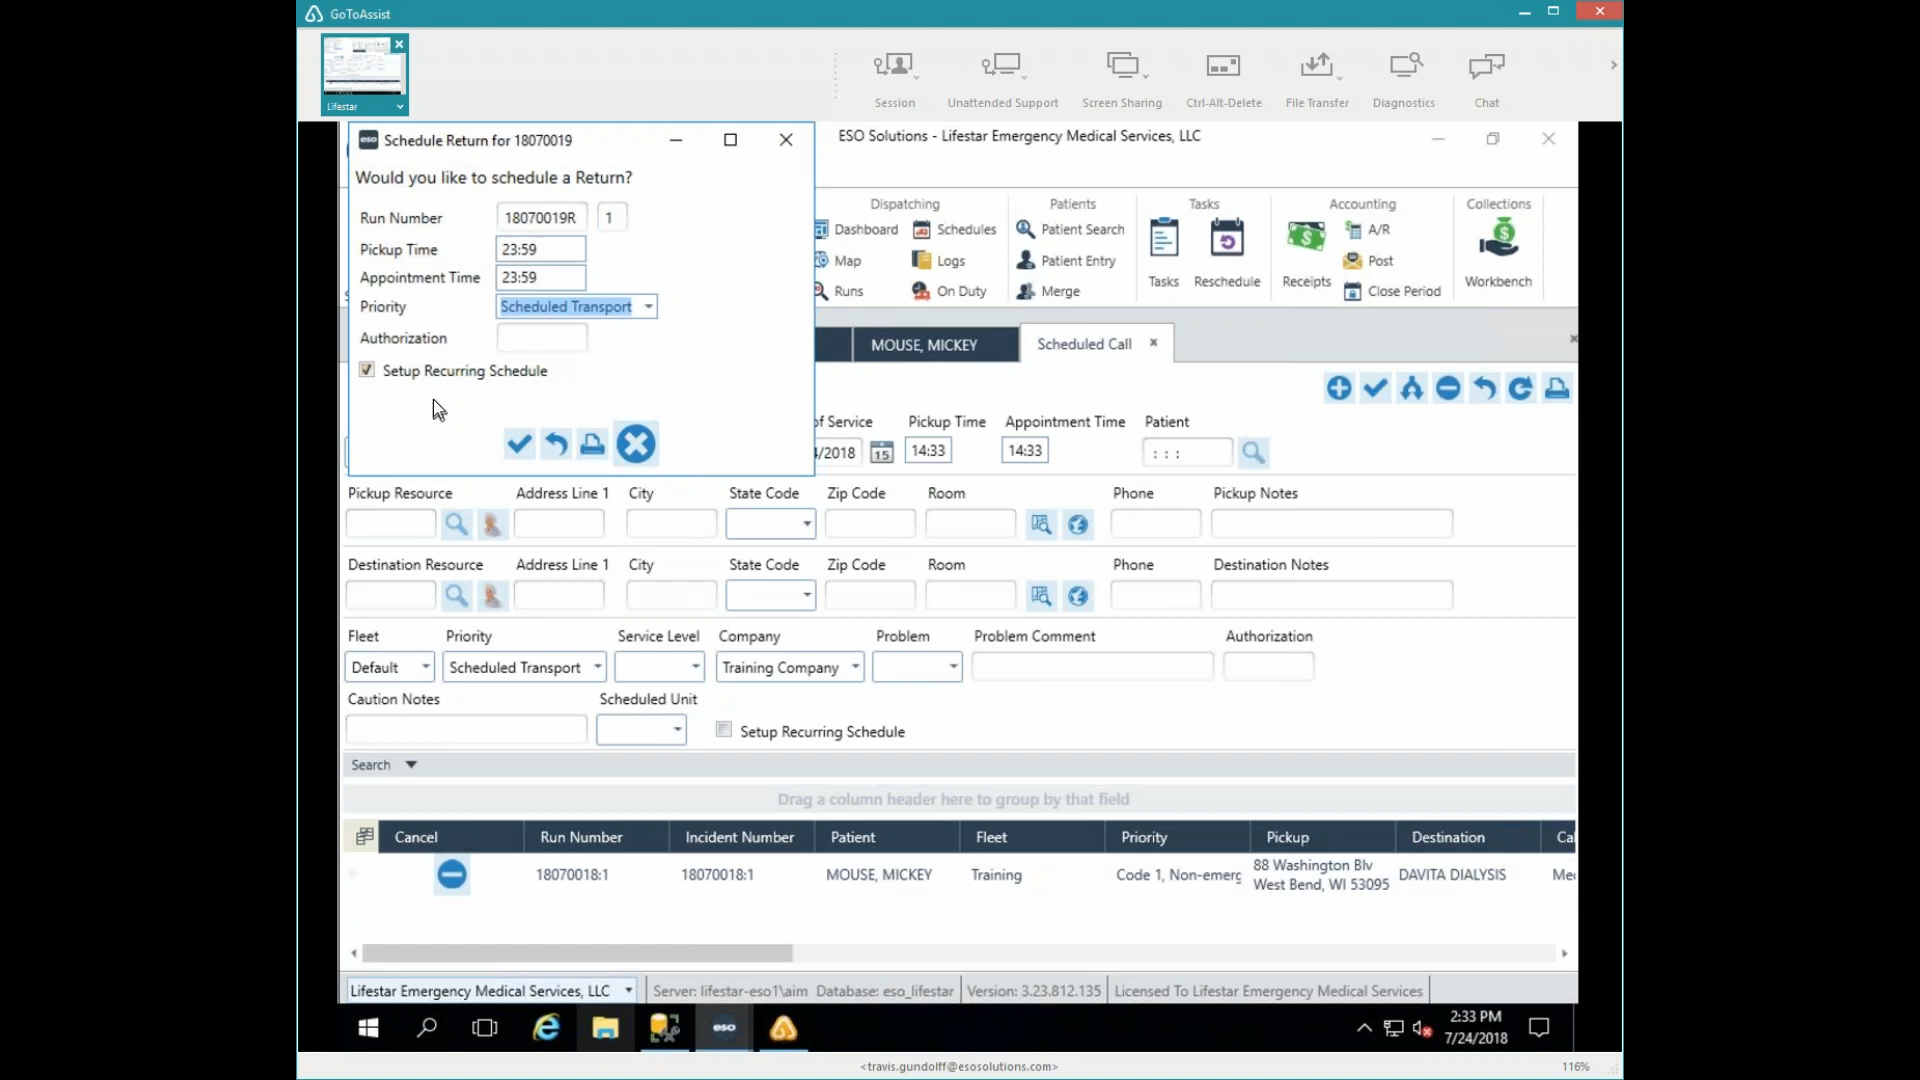 GoToAssist
Lifestar
Session
Unattended Support
Screen Sharing
Ctrl-Alt-Delete
File Transfer
Diagnostics
Chat
eso Schedule Return for 18070019
Would you like to schedule a Return?
Run Number 18070019R 1
Pickup Time 23:59
Appointment Time 23:59
Priority Scheduled Transport
Authorization
Setup Recurring Schedule
ESO Solutions - Lifestar Emergency Medical Services, LLC
Dispatching
Dashboard Schedules
Map Logs
Runs On Duty
Patients
Patient Search
Patient Entry
Merge
Tasks
Tasks Reschedule
Accounting
Receipts
A/R
Post
Close Period
Collections
Workbench
MOUSE, MICKEY
Scheduled Call
of Service Pickup Time Appointment Time Patient
/2018 15 14:33 14:33 : : :
Pickup Resource Address Line 1 City State Code Zip Code Room Phone Pickup Notes
Destination Resource Address Line 1 City State Code Zip Code Room Phone Destination Notes
Fleet Priority Service Level Company Problem Problem Comment Authorization
Default Scheduled Transport Training Company
Caution Notes Scheduled Unit
Setup Recurring Schedule
Search
Drag a column header here to group by that field
Cancel Run Number Incident Number Patient Fleet Priority Pickup Destination Cal
18070018:1 18070018:1 MOUSE, MICKEY Training Code 1, Non-emerg 88 Washington Blv DAVITA DIALYSIS
West Bend, WI 53095
Lifestar Emergency Medical Services, LLC Server: lifestar-eso1\aim Database: eso_lifestar Version: 3.23.812.135 Licensed To Lifestar Emergency Medical Services
eso
2:33 PM
7/24/2018
<travis.gundolff@esosolutions.com>
116%